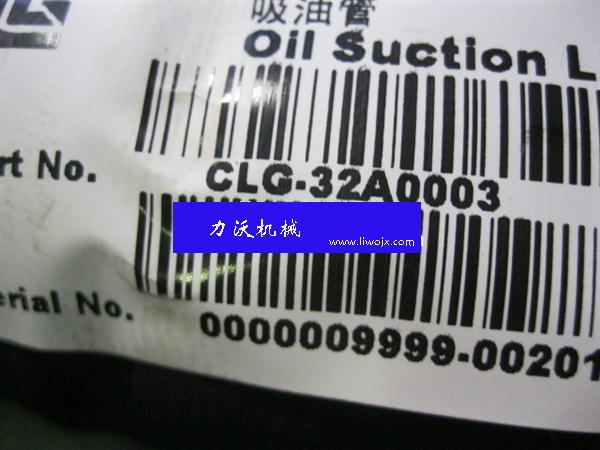 吸油管
Oil Suction L
rt No.
CLG-32A0003
力沃机械
www.liwojx.com
erial No.
0000009999-00201